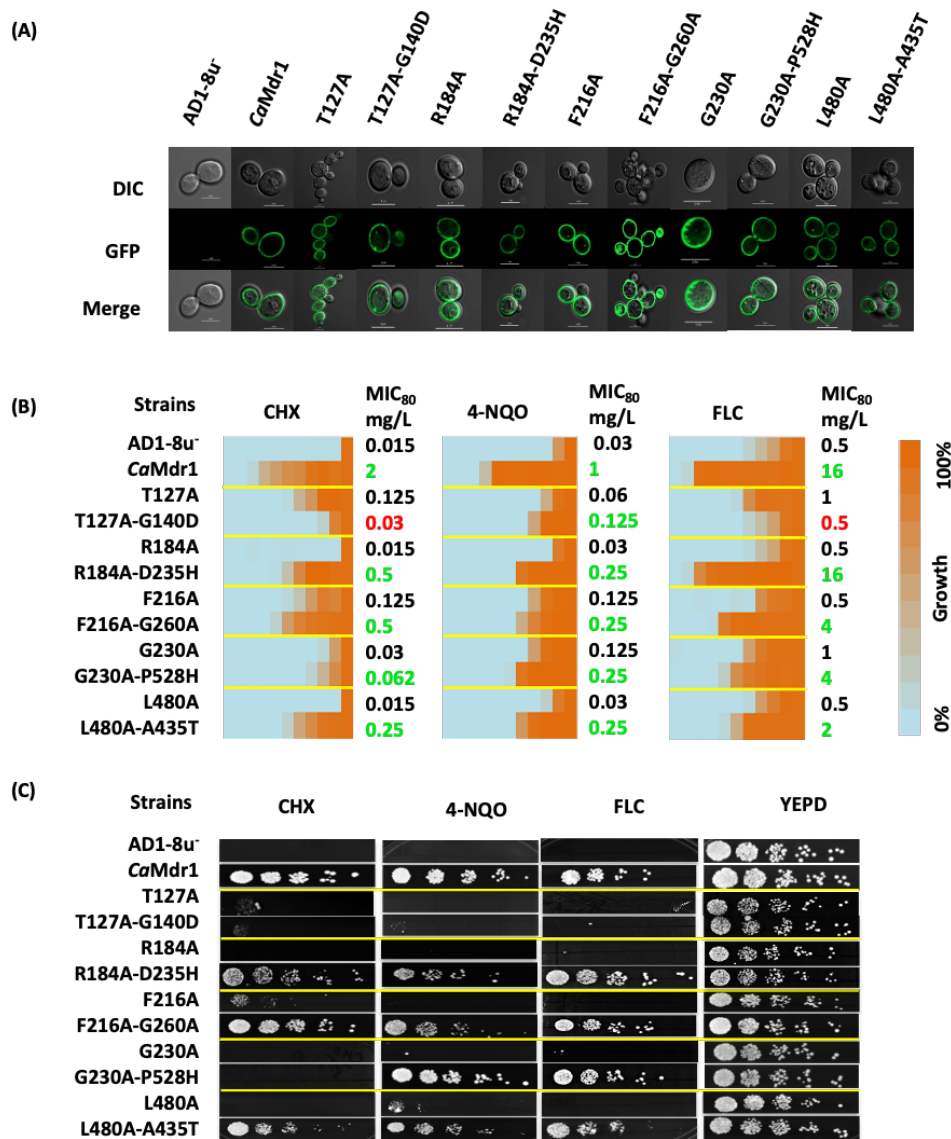 (A)
AD1-8u-
CaMdr1
T127A
T127A-G140D
R184A
R184A-D235H
F216A
F216A-G260A
G230A
G230A-P528H
L480A
L480A-A435T
DIC
GFP
Merge
(B)
Strains CHX MIC80 mg/L 4-NQO MIC80 mg/L FLC MIC80 mg/L
AD1-8u- 0.015 0.03 0.5
CaMdr1 2 1 16
T127A 0.125 0.06 1
T127A-G140D 0.03 0.125 0.5
R184A 0.015 0.03 0.5
R184A-D235H 0.5 0.25 16
F216A 0.125 0.125 0.5
F216A-G260A 0.5 0.25 4
G230A 0.03 0.125 1
G230A-P528H 0.062 0.25 4
L480A 0.015 0.03 0.5
L480A-A435T 0.25 0.25 2
100%
Growth
0%
(C)
Strains CHX 4-NQO FLC YEPD
AD1-8u-
CaMdr1
T127A
T127A-G140D
R184A
R184A-D235H
F216A
F216A-G260A
G230A
G230A-P528H
L480A
L480A-A435T